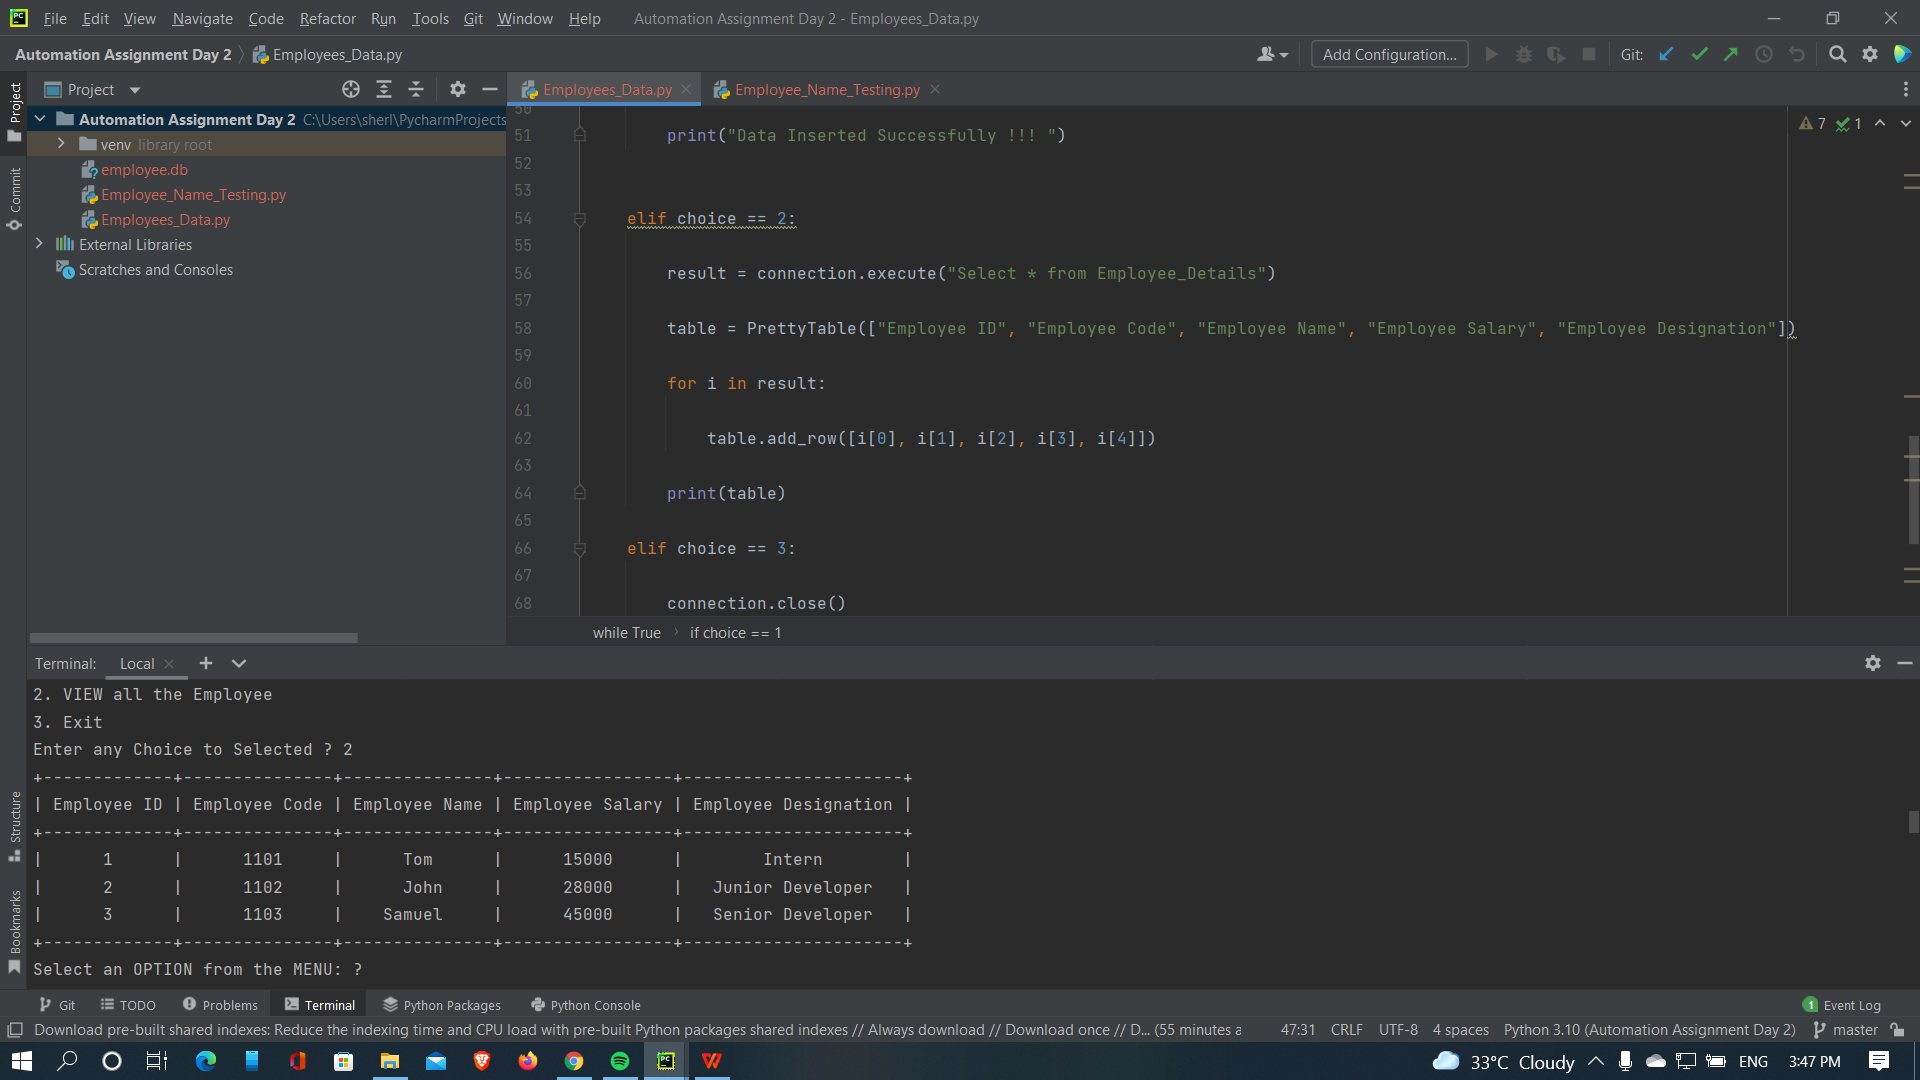 PC File Edit View Navigate Code Refactor Run Tools Git Window Help Automation Assignment Day 2 - Employees_Data.py
Automation Assignment Day 2 Employees_Data.py Add Configuration... Git:
Project Employees_Data.py Employee_Name_Testing.py
Project
Automation Assignment Day 2 C:\Users\sherl\PycharmProjects
venv library root
employee.db
Employee_Name_Testing.py
Employees_Data.py
External Libraries
Scratches and Consoles
Commit
7 1
50
51 print("Data Inserted Successfully !!! ")
52
53
54 elif choice == 2:
55
56 result = connection.execute("Select * from Employee_Details")
57
58 table = PrettyTable(["Employee ID", "Employee Code", "Employee Name", "Employee Salary", "Employee Designation"])
59
60 for i in result:
61
62 table.add_row([i[0], i[1], i[2], i[3], i[4]])
63
64 print(table)
65
66 elif choice == 3:
67
68 connection.close()
while True if choice == 1
Terminal: Local
2. VIEW all the Employee
3. Exit
Enter any Choice to Selected ? 2
+-------------+---------------+---------------+-----------------+----------------------+
| Employee ID | Employee Code | Employee Name | Employee Salary | Employee Designation |
+-------------+---------------+---------------+-----------------+----------------------+
| 1 | 1101 | Tom | 15000 | Intern |
| 2 | 1102 | John | 28000 | Junior Developer |
| 3 | 1103 | Samuel | 45000 | Senior Developer |
+-------------+---------------+---------------+-----------------+----------------------+
Select an OPTION from the MENU: ?
Structure
Bookmarks
Git TODO Problems Terminal Python Packages Python Console 1 Event Log
Download pre-built shared indexes: Reduce the indexing time and CPU load with pre-built Python packages shared indexes // Always download // Download once // D... (55 minutes a 47:31 CRLF UTF-8 4 spaces Python 3.10 (Automation Assignment Day 2) master
PC 33°C Cloudy ENG 3:47 PM